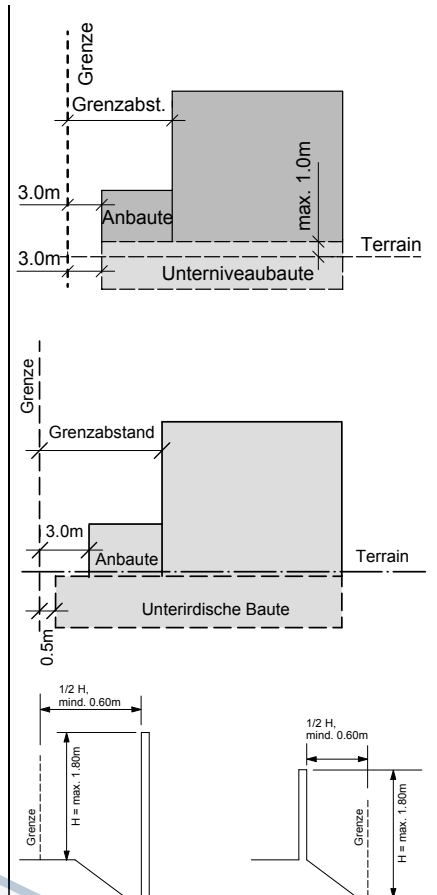 Grenze
Grenzabst.
3.0m
Anbaute
max. 1.0m
Terrain
3.0m
Unterniveaubaute
Grenze
Grenzabstand
3.0m
Anbaute
Terrain
Unterirdische Baute
0.5m
1/2 H,
mind. 0.60m
H = max. 1.80m
Grenze
1/2 H,
mind. 0.60m
Grenze
H = max. 1.80m